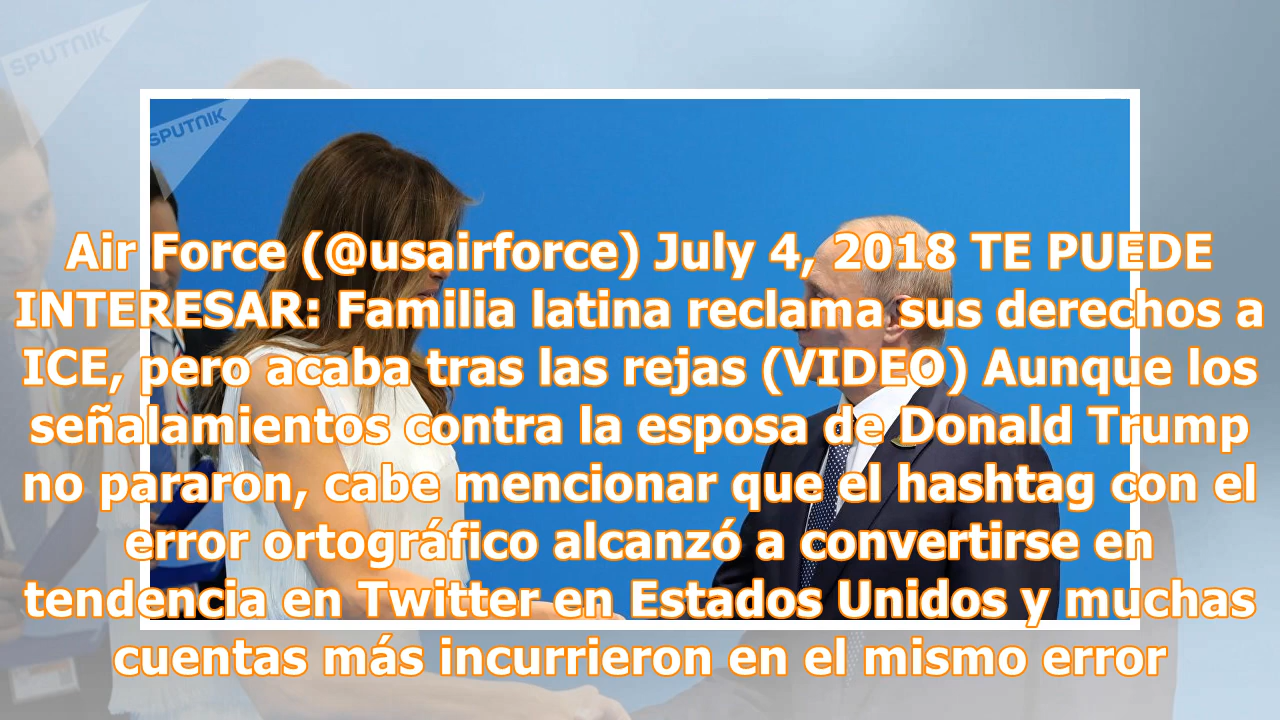 SPUTNIK
SPUTNIK
Air Force (@usairforce) July 4, 2018 TE PUEDE
INTERESAR: Familia latina reclama sus derechos a
ICE, pero acaba tras las rejas (VIDEO) Aunque los
señalamientos contra la esposa de Donald Trump
no pararon, cabe mencionar que el hashtag con el
error ortográfico alcanzó a convertirse en
tendencia en Twitter en Estados Unidos y muchas
cuentas más incurrieron en el mismo error